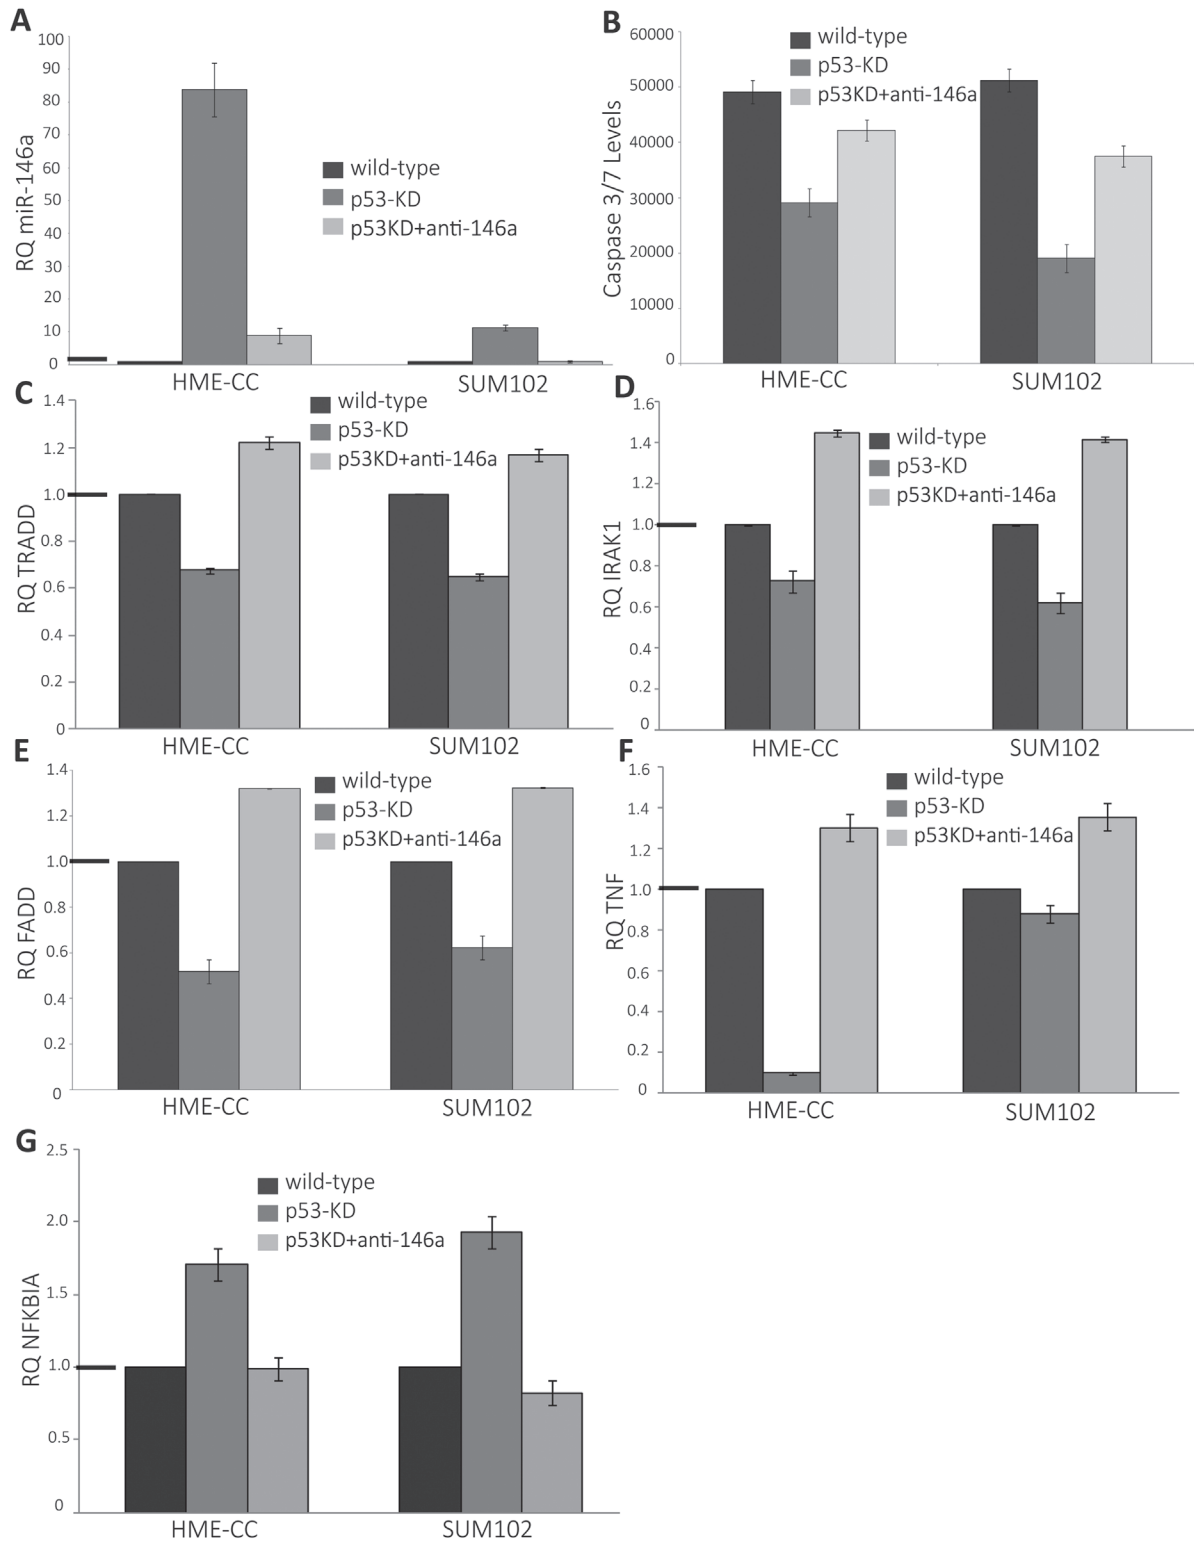 A
100
90
80
70
60
50
40
30
20
10
0
RQ miR-146a
wild-type
p53-KD
p53KD+anti-146a
HME-CC
SUM102
B
60000
50000
40000
30000
20000
10000
0
Caspase 3/7 Levels
wild-type
p53-KD
p53KD+anti-146a
HME-CC
SUM102
C
1.4
1.2
1.0
0.8
0.6
0.4
0.2
0
RQ TRADD
wild-type
p53-KD
p53KD+anti-146a
HME-CC
SUM102
D
1.6
1.4
1.2
1.0
0.8
0.6
0.4
0.2
0
RQ IRAK1
wild-type
p53-KD
p53KD+anti-146a
HME-CC
SUM102
E
1.4
1.2
1.0
0.8
0.6
0.4
0.2
0
RQ FADD
wild-type
p53-KD
p53KD+anti-146a
HME-CC
SUM102
F
1.6
1.4
1.2
1.0
0.8
0.6
0.4
0.2
0
RQ TNF
wild-type
p53-KD
p53KD+anti-146a
HME-CC
SUM102
G
2.5
2.0
1.5
1.0
0.5
0
RQ NFKBIA
wild-type
p53-KD
p53KD+anti-146a
HME-CC
SUM102